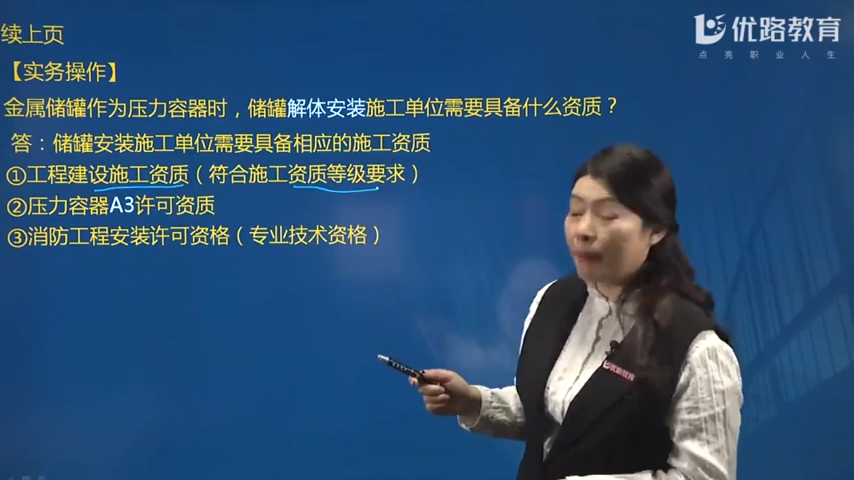 续上页
优路教育
点亮职业人生
【实务操作】
金属储罐作为压力容器时，储罐解体安装施工单位需要具备什么资质？
答：储罐安装施工单位需要具备相应的施工资质
①工程建设施工资质（符合施工资质等级要求）
②压力容器A3许可资质
③消防工程安装许可资格（专业技术资格）
优路教育